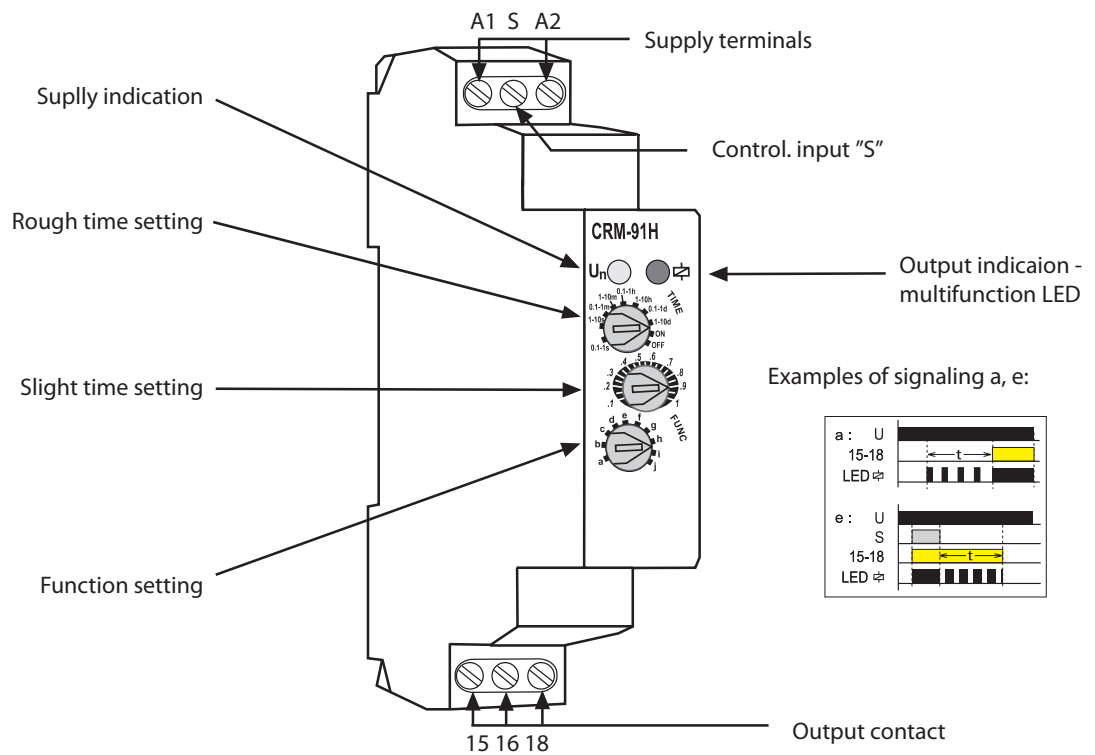 A1 S A2
Supply terminals
Suplly indication
Control. input "S"
Rough time setting
CRM-91H
Un
Output indicaion -
multifunction LED
TIME
0.1-1s
1-10s
0.1-1m
1-10m
0.1-1h
1-10h
0.1-1d
1-10d
ON
OFF
Slight time setting
.1
.2
.3
.4
.5
.6
.7
.8
.9
1
FUNC
a
b
c
d
e
f
g
h
i
j
Examples of signaling a, e:
a : U
15-18
t
LED
e : U
S
15-18
t
LED
Function setting
Output contact
15 16 18